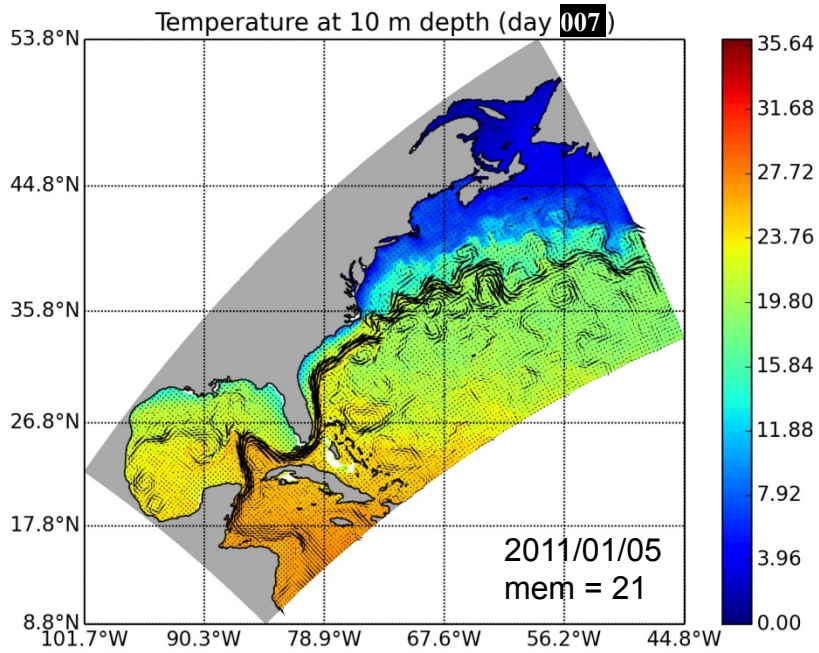 Temperature at 10 m depth (day 007 )
53.8°N
44.8°N
35.8°N
26.8°N
17.8°N
8.8°N
101.7°W 90.3°W 78.9°W 67.6°W 56.2°W 44.8°W
2011/01/05
mem = 21
35.64
31.68
27.72
23.76
19.80
15.84
11.88
7.92
3.96
0.00